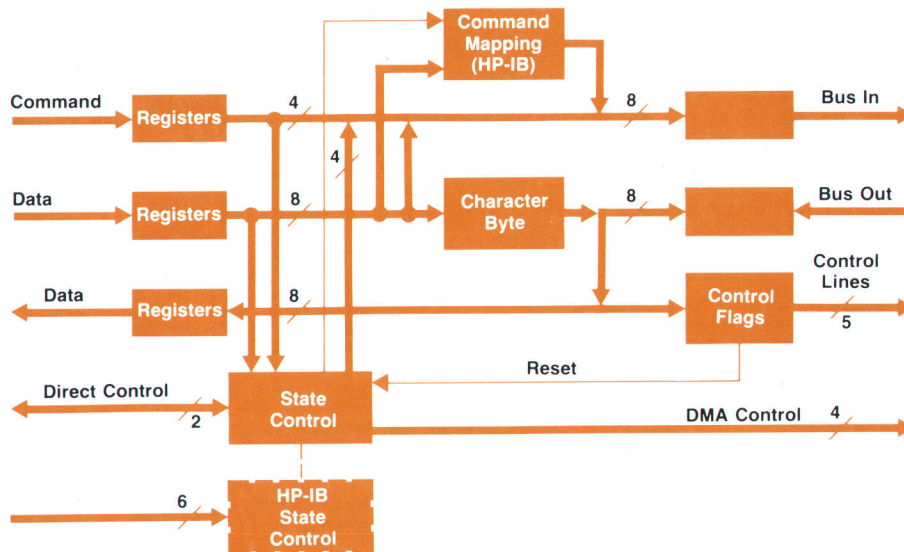 Command
Mapping
(HP-IB)
Command
Registers
4
8
Bus In
4
Data
Registers
8
Character
Byte
8
Bus Out
Data
Registers
8
Control
Flags
Control
Lines
5
Reset
Direct Control
2
State
Control
DMA Control
4
6
HP-IB
State
Control